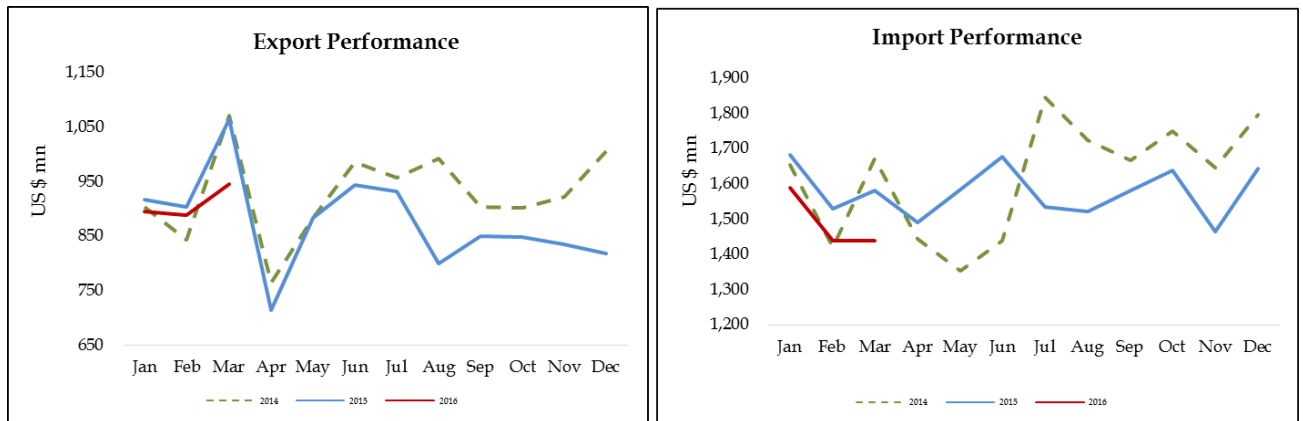 Export Performance
US $ mn
1,150
1,050
950
850
750
650
Jan Feb Mar Apr May Jun Jul Aug Sep Oct Nov Dec
2014 2015 2016
Import Performance
US $ mn
1,900
1,800
1,700
1,600
1,500
1,400
1,300
1,200
Jan Feb Mar Apr May Jun Jul Aug Sep Oct Nov Dec
2014 2015 2016